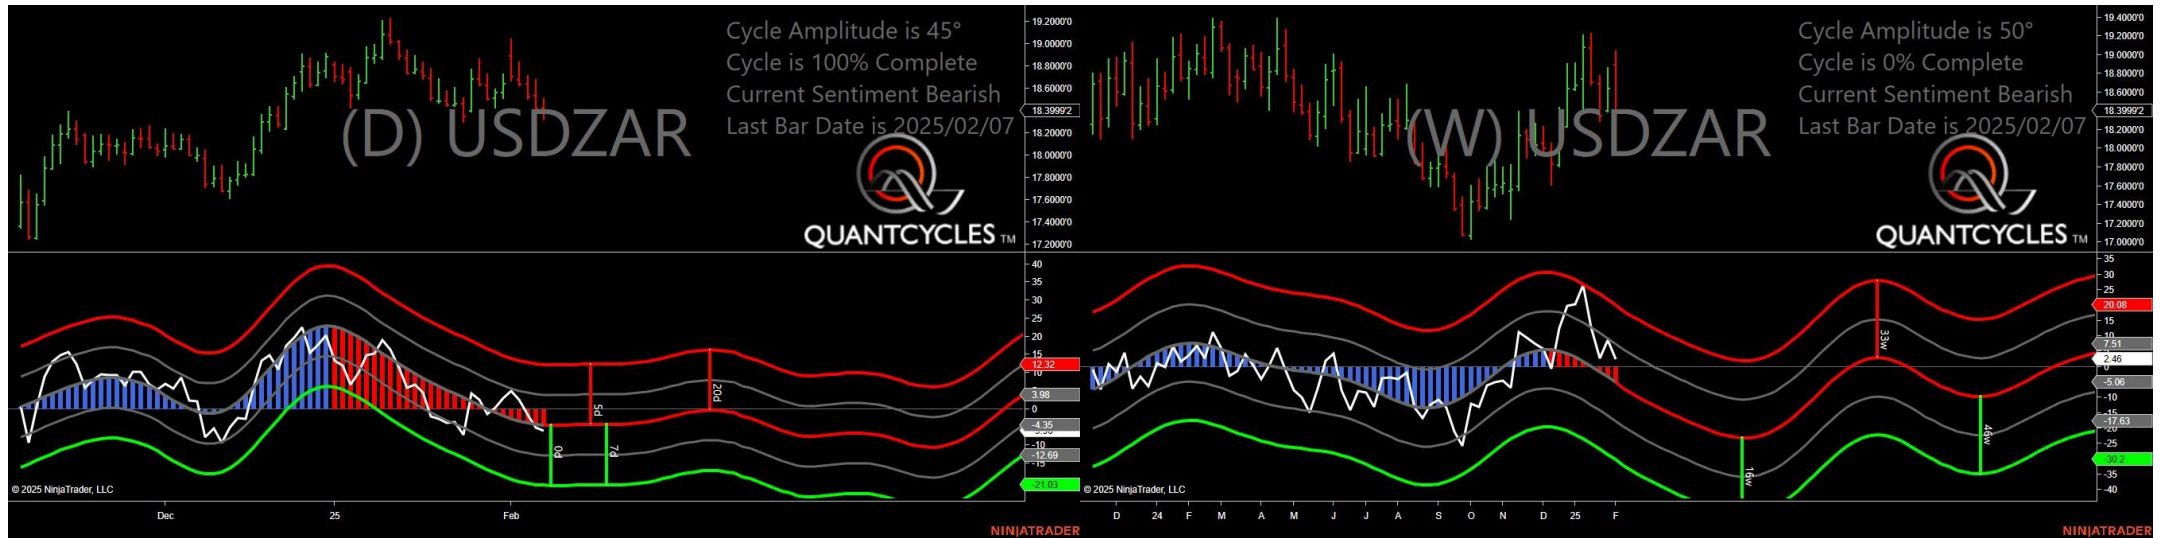 Cycle Amplitude is 45°
Cycle is 100% Complete
Current Sentiment Bearish
Last Bar Date is 2025/02/07
(D) USDZAR
QUANTCYCLES TM
19.2000'0
19.0000'0
18.8000'0
18.6000'0
18.3999'2
18.2000'0
18.0000'0
17.8000'0
17.6000'0
17.4000'0
17.2000'0
40
35
30
25
20
15
12.32
3.98
0
-4.35
-10
-12.69
-15
-21.03
5d
20d
0d
7d
© 2025 NinjaTrader, LLC
Dec
25
Feb
NINJATRADER
Cycle Amplitude is 50°
Cycle is 0% Complete
Current Sentiment Bearish
Last Bar Date is 2025/02/07
(W) USDZAR
QUANTCYCLES TM
19.4000'0
19.2000'0
19.0000'0
18.8000'0
18.6000'0
18.3999'2
18.2000'0
18.0000'0
17.8000'0
17.6000'0
17.4000'0
17.2000'0
17.0000'0
35
30
25
20.08
15
10
7.51
2.46
0
-5.06
-10
-15
-17.63
-20
-25
-30.2
-35
-40
33w
46w
16w
© 2025 NinjaTrader, LLC
D
24
F
M
A
M
J
J
A
S
O
N
D
25
F
NINJATRADER